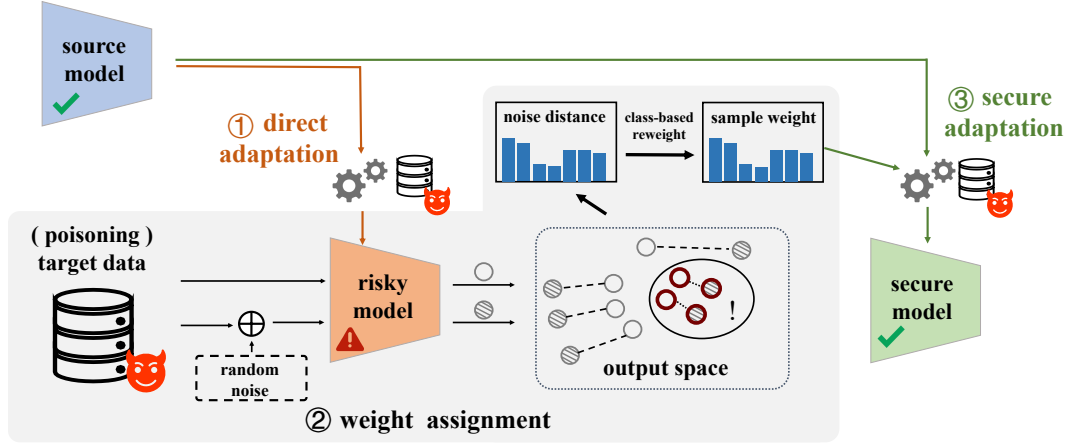 source
model
① direct
adaptation
noise distance
class-based
reweight
sample weight
③ secure
adaptation
( poisoning )
target data
risky
model
random
noise
!
output space
secure
model
② weight assignment